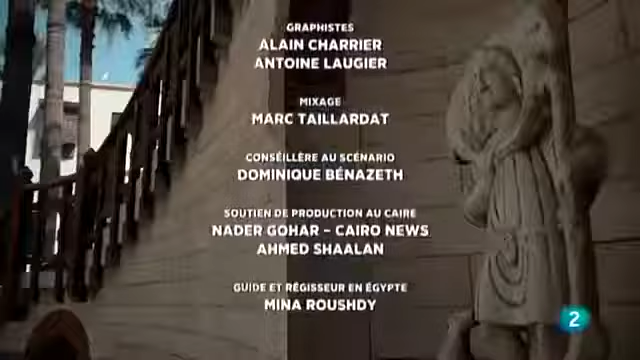 GRAPHISTES
ALAIN CHARRIER
ANTOINE LAUGIER
MIXAGE
MARC TAILLARDAT
CONSÉILLÈRE AU SCÉNARIO
DOMINIQUE BÉNAZETH
SOUTIEN DE PRODUCTION AU CAIRE
NADER GOHAR – CAIRO NEWS
AHMED SHAALAN
GUIDE ET RÉGISSEUR EN ÉGYPTE
MINA ROUSHDY
2